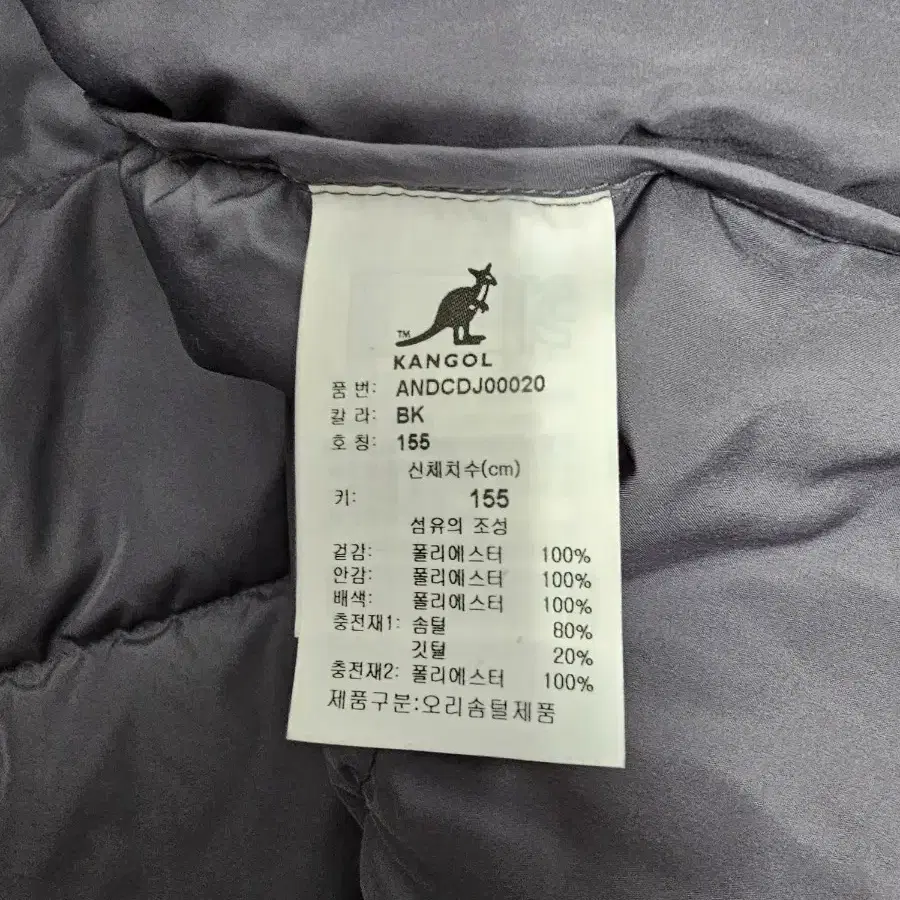 TM
KANGOL
품 번: ANDCDJ00020
칼 라: BK
호 칭: 155
신체치수(cm)
키: 155
섬유의 조성
겉감: 폴리에스터 100%
안감: 폴리에스터 100%
배색: 폴리에스터 100%
충전재1: 솜털 80%
깃털 20%
충전재2: 폴리에스터 100%
제품구분:오리솜털제품